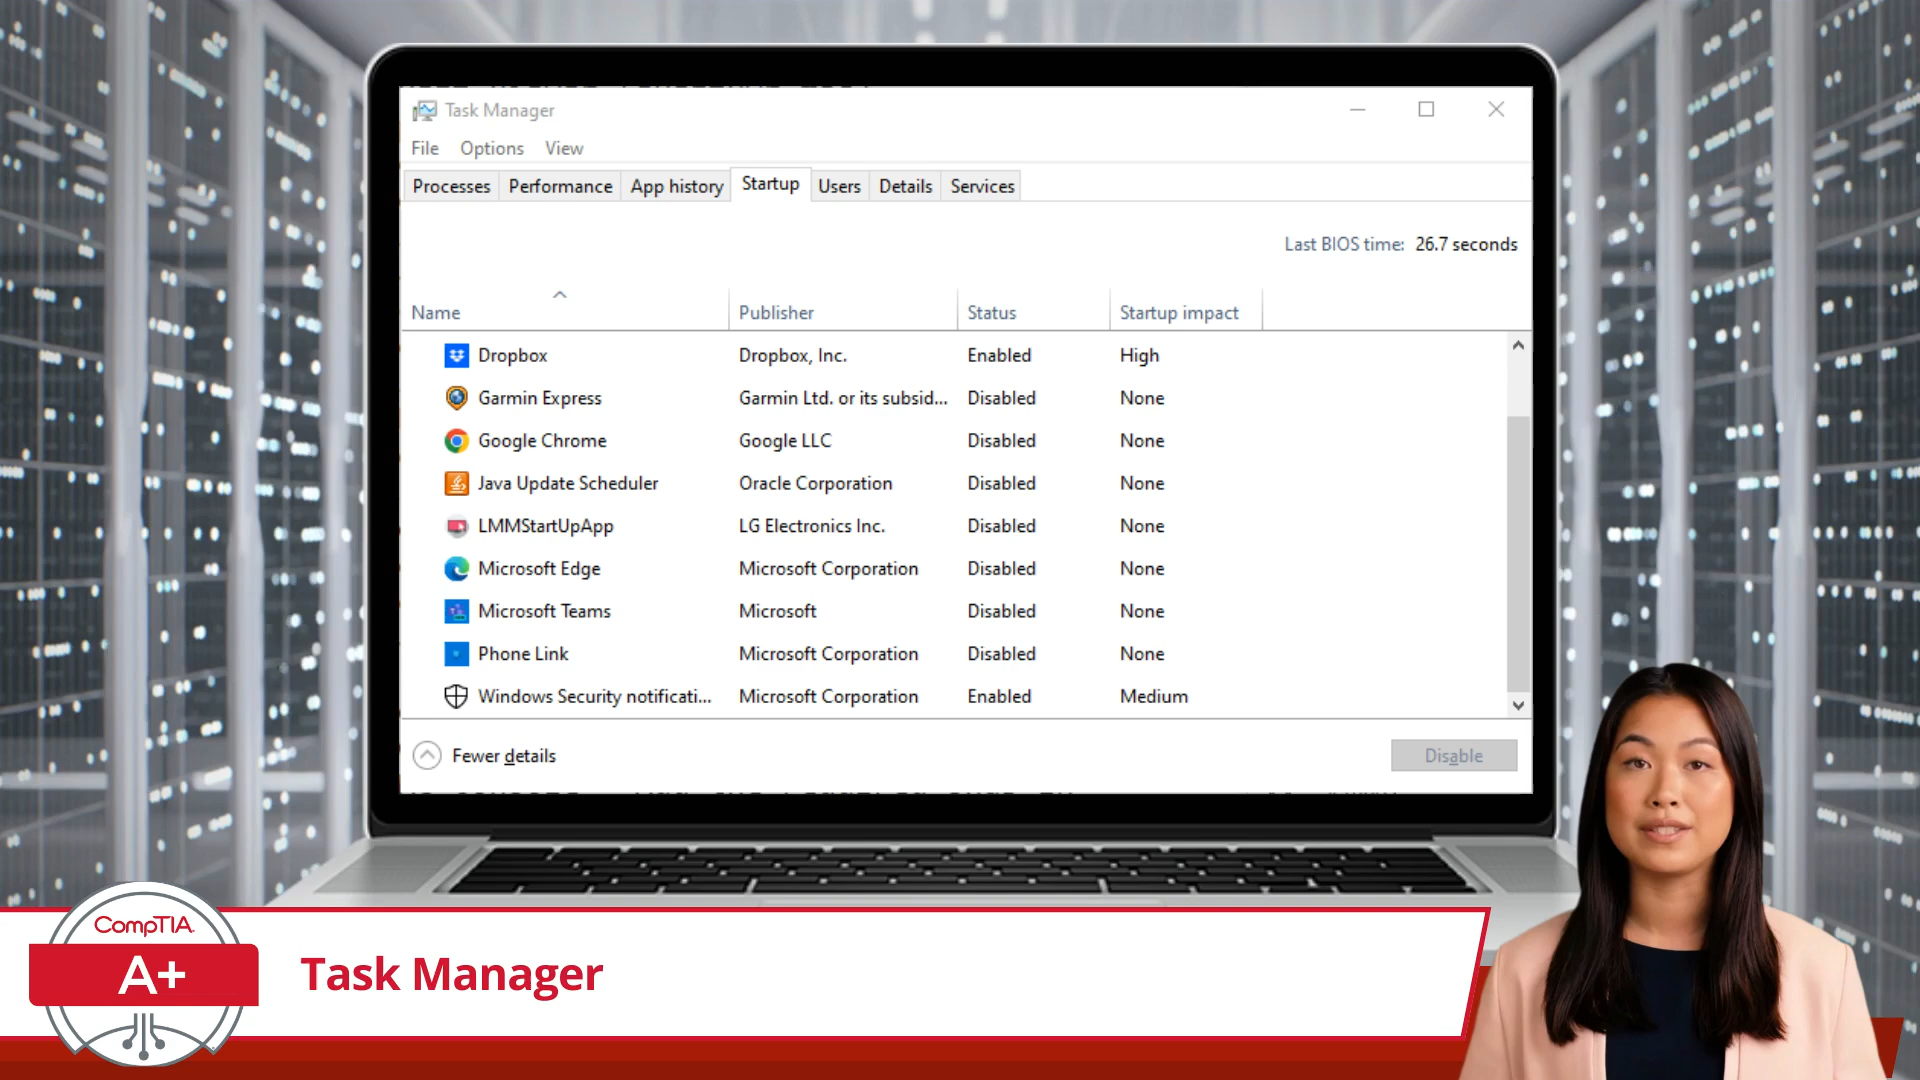 Task Manager
File Options View
Processes Performance App history Startup Users Details Services
Last BIOS time: 26.7 seconds
Name Publisher Status Startup impact
Dropbox Dropbox, Inc. Enabled High
Garmin Express Garmin Ltd. or its subsid... Disabled None
Google Chrome Google LLC Disabled None
Java Update Scheduler Oracle Corporation Disabled None
LMMStartUpApp LG Electronics Inc. Disabled None
Microsoft Edge Microsoft Corporation Disabled None
Microsoft Teams Microsoft Disabled None
Phone Link Microsoft Corporation Disabled None
Windows Security notificati... Microsoft Corporation Enabled Medium
Fewer details Disable
CompTIA.
A+
Task Manager